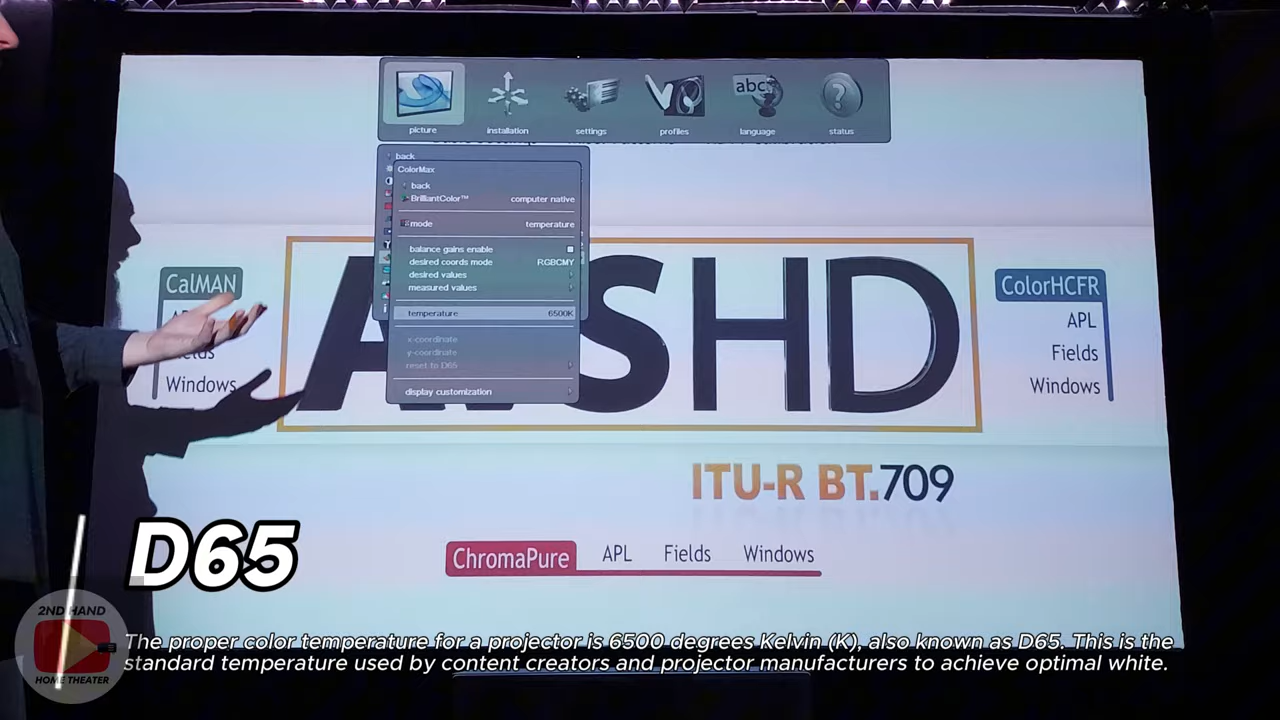 picture
installation
settings
VQ
profiles
abc
language
?
status
back
ColorMax
back
BrilliantColor™ computer native
mode temperature
balance gains enable
desired coords mode RGBCMY
desired values
measured values
temperature 6500K
x-coordinate
y-coordinate
reset to D65
display customization
CalMAN
Windows
SHD
ColorHCFR
APL
Fields
Windows
ITU-R BT.709
ChromaPure APL Fields Windows
D65
The proper color temperature for a projector is 6500 degrees Kelvin (K), also known as D65. This is the
standard temperature used by content creators and projector manufacturers to achieve optimal white.
2ND HAND
HOME THEATER